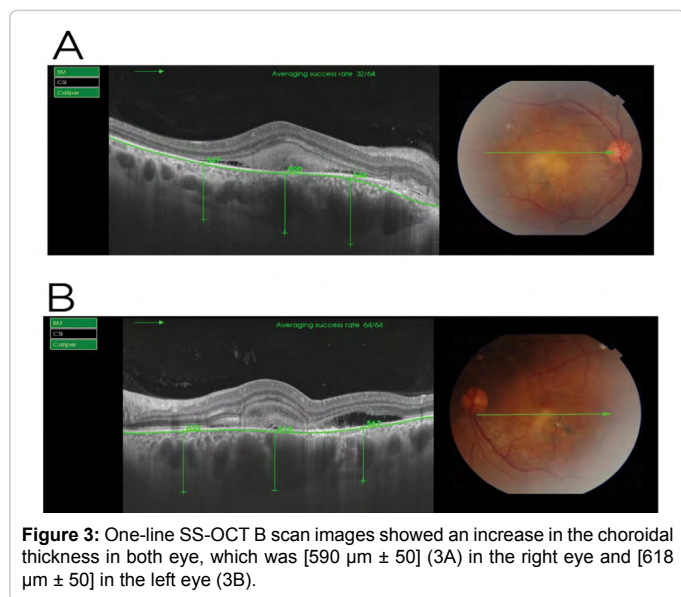 A
BM
CSI
Caliper
Averaging success rate 32/64
B
BM
CSI
Caliper
Averaging success rate 64/64
Figure 3: One-line SS-OCT B scan images showed an increase in the choroidal
thickness in both eye, which was [590 µm ± 50] (3A) in the right eye and [618
µm ± 50] in the left eye (3B).